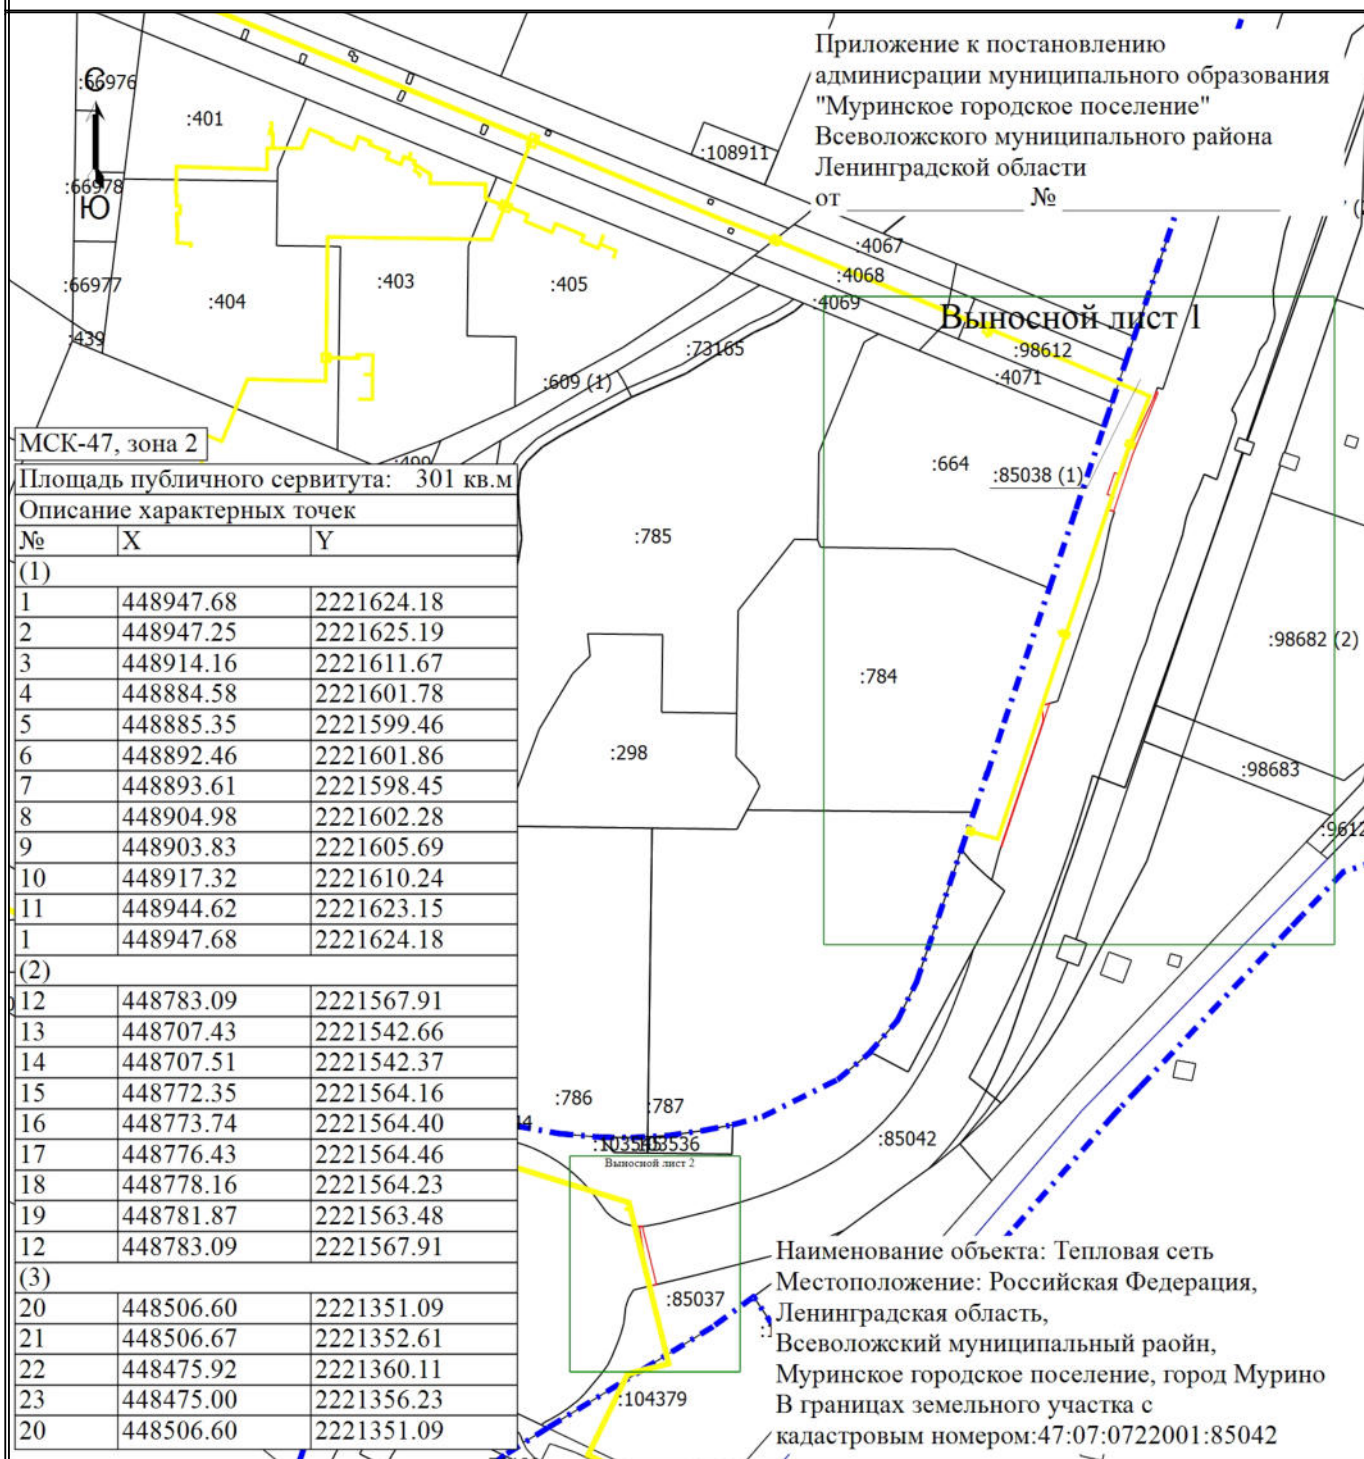 Приложение к постановлению
админисрации муниципального образования
"Муринское городское поселение"
Всеволожского муниципального района
Ленинградской области
от ____________ № ____________
С
Ю
:66976
:401
:108911
:66978
:4067
:4068
:4069
:66977
:404
:403
:405
:439
Выносной лист 1
:98612
:4071
:73165
:609 (1)
:664
:85038 (1)
:785
:98682 (2)
:784
:298
:98683
:9612
МСК-47, зона 2
Площадь публичного сервитута: 301 кв.м
Описание характерных точек
№ X Y
(1)
1 448947.68 2221624.18
2 448947.25 2221625.19
3 448914.16 2221611.67
4 448884.58 2221601.78
5 448885.35 2221599.46
6 448892.46 2221601.86
7 448893.61 2221598.45
8 448904.98 2221602.28
9 448903.83 2221605.69
10 448917.32 2221610.24
11 448944.62 2221623.15
1 448947.68 2221624.18
(2)
12 448783.09 2221567.91
13 448707.43 2221542.66
14 448707.51 2221542.37
15 448772.35 2221564.16
16 448773.74 2221564.40
17 448776.43 2221564.46
18 448778.16 2221564.23
19 448781.87 2221563.48
12 448783.09 2221567.91
(3)
20 448506.60 2221351.09
21 448506.67 2221352.61
22 448475.92 2221360.11
23 448475.00 2221356.23
20 448506.60 2221351.09
:786
:787
:85042
Выносной лист 2
:85037
:104379
Наименование объекта: Тепловая сеть
Местоположение: Российская Федерация,
Ленинградская область,
Всеволожский муниципальный раойн,
Муринское городское поселение, город Мурино
В границах земельного участка с
кадастровым номером:47:07:0722001:85042